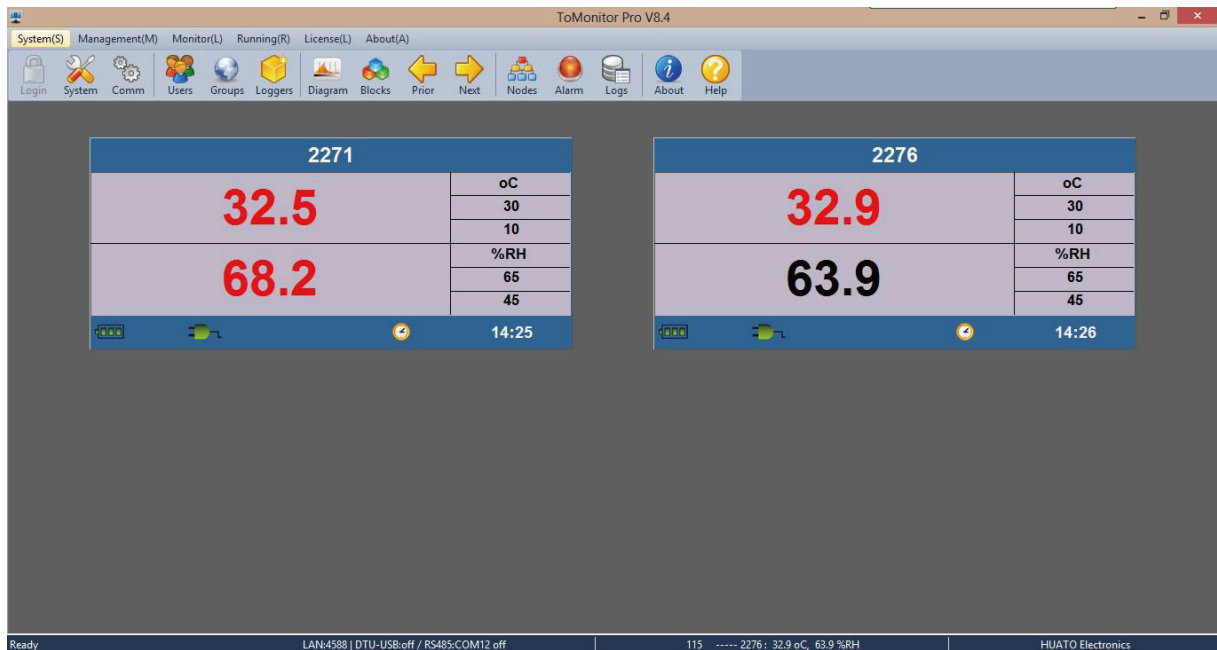 ToMonitor Pro V8.4
System(S) Management(M) Monitor(L) Running(R) License(L) About(A)
Login System Comm Users Groups Loggers Diagram Blocks Prior Next Nodes Alarm Logs About Help
2271
32.5
oC
30
10
68.2
%RH
65
45
14:25
2276
32.9
oC
30
10
63.9
%RH
65
45
14:26
Ready LAN:4588 | DTU-USB:off / RS485:COM12 off 115 ----- 2276 : 32.9 oC, 63.9 %RH HUATO Electronics